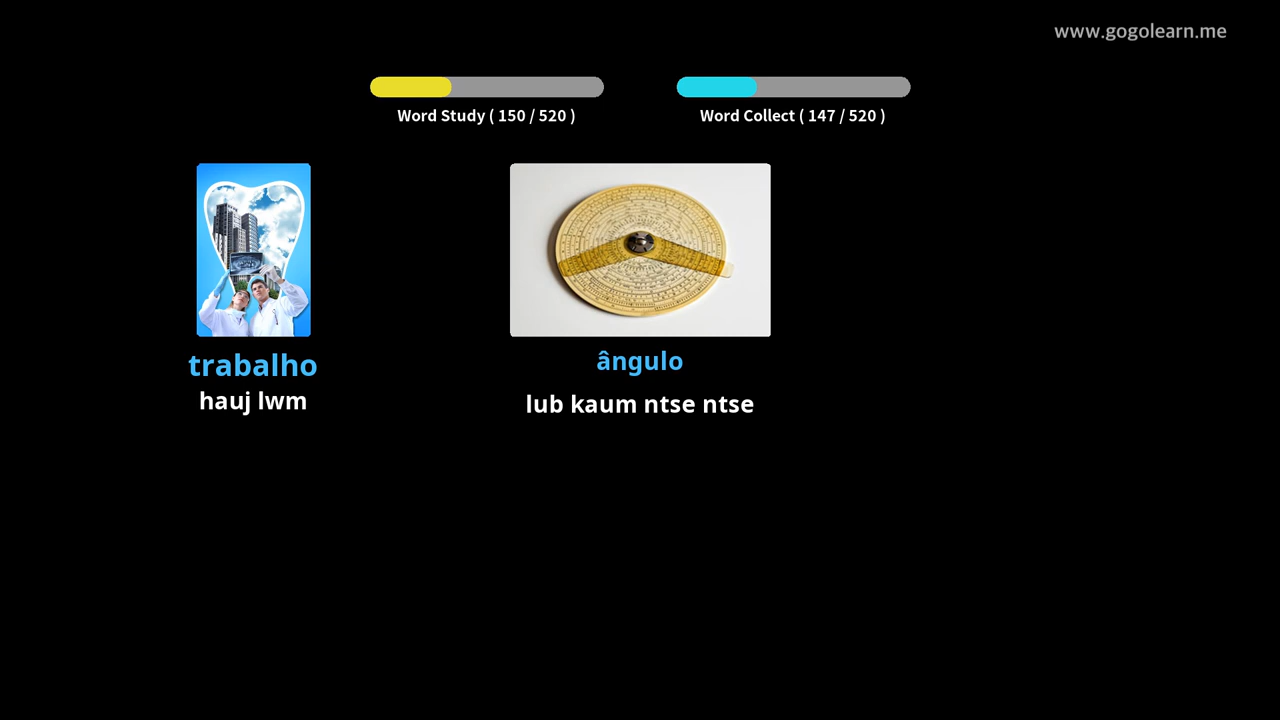 www.gogolearn.me
Word Study ( 150 / 520 )
Word Collect ( 147 / 520 )
trabalho
hauj lwm
ângulo
lub kaum ntse ntse